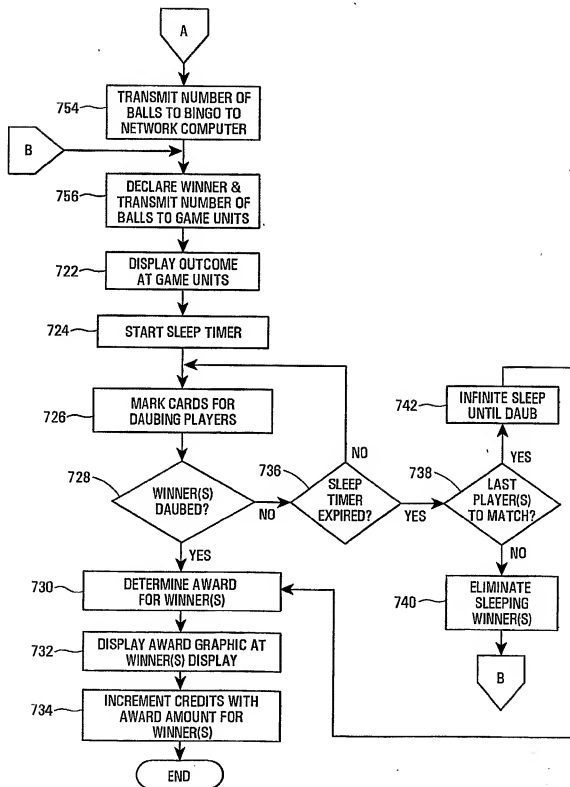 A
754
TRANSMIT NUMBER OF
BALLS TO BINGO TO
NETWORK COMPUTER
B
756
DECLARE WINNER &
TRANSMIT NUMBER OF
BALLS TO GAME UNITS
722
DISPLAY OUTCOME
AT GAME UNITS
724
START SLEEP TIMER
726
MARK CARDS FOR
DAUBING PLAYERS
728
WINNER(S)
DAUBED?
NO
YES
736
SLEEP
TIMER
EXPIRED?
NO
YES
738
LAST
PLAYER(S)
TO MATCH?
YES
NO
742
INFINITE SLEEP
UNTIL DAUB
740
ELIMINATE
SLEEPING
WINNER(S)
B
730
DETERMINE AWARD
FOR WINNER(S)
732
DISPLAY AWARD GRAPHIC AT
WINNER(S) DISPLAY
734
INCREMENT CREDITS WITH
AWARD AMOUNT FOR
WINNER(S)
END